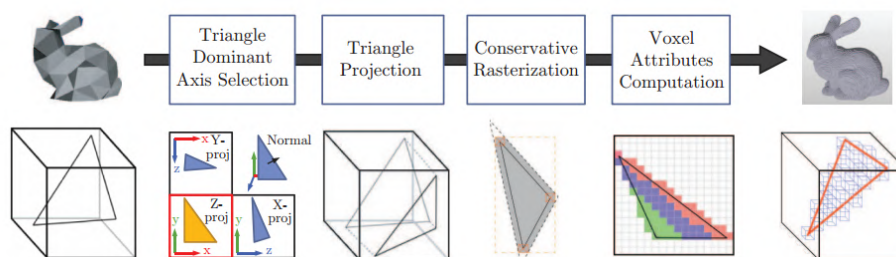 Triangle
Dominant
Axis Selection
Triangle
Projection
Conservative
Rasterization
Voxel
Attributes
Computation
x
Y-
proj
z
Normal
Z-
proj
y
x
X-
proj
y
z